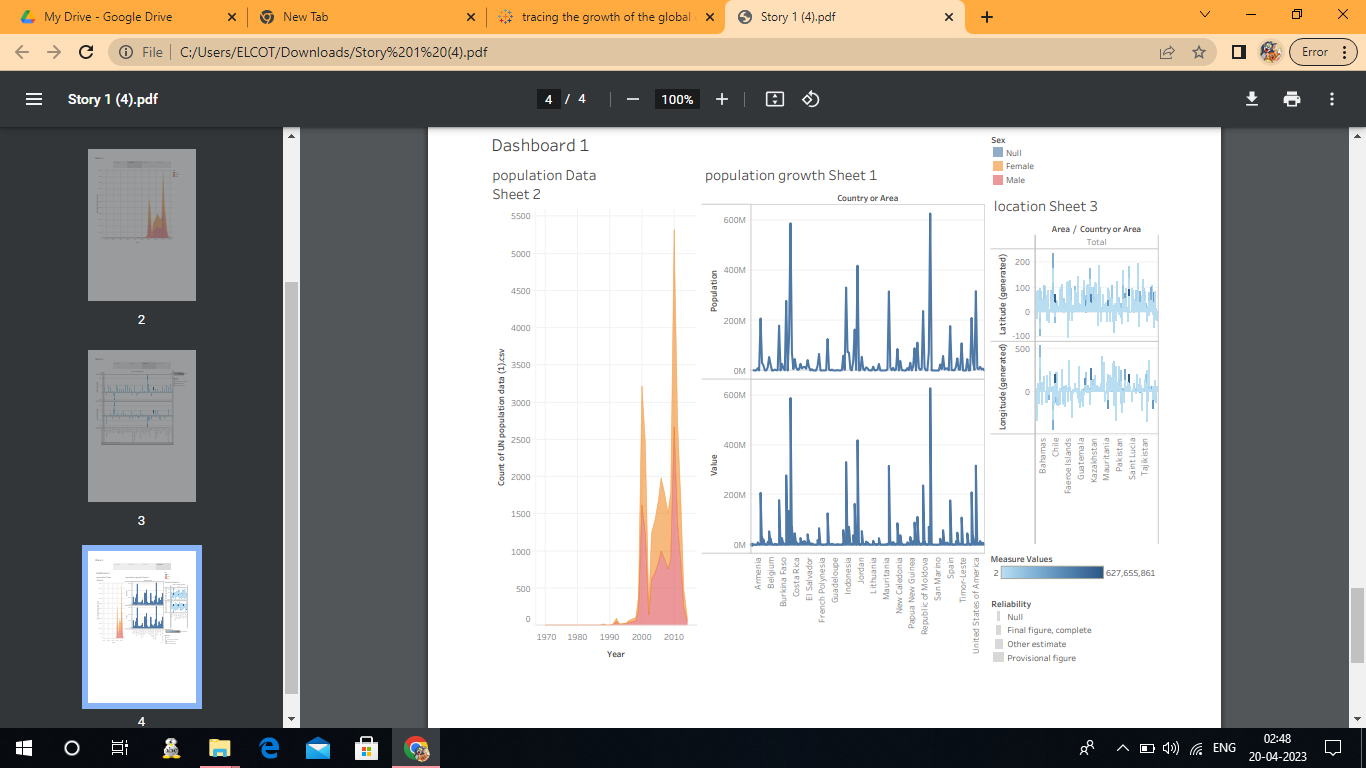 My Drive - Google Drive
New Tab
tracing the growth of the global
Story 1 (4).pdf
File
C:/Users/ELCOT/Downloads/Story%201%20(4).pdf
Error
Story 1 (4).pdf
4 / 4
100%
2
3
4
Dashboard 1
population Data
Sheet 2
5500
5000
4500
4000
3500
3000
2500
2000
1500
1000
500
0
Count of UN population data (1).csv
1970 1980 1990 2000 2010
Year
population growth Sheet 1
Country or Area
600M
400M
200M
0M
Population
600M
400M
200M
0M
Value
Armenia
Belgium
Burkina Faso
Costa Rica
El Salvador
French Polynesia
Guadeloupe
Indonesia
Jordan
Lithuania
Mauritania
New Caledonia
Papua New Guinea
Republic of Moldova
San Marino
Spain
Timor-Leste
United States of America
Sex
Null
Female
Male
location Sheet 3
Area / Country or Area
Total
200
100
0
-100
Latitude (generated)
500
0
Longitude (generated)
Bahamas
Chile
Faeroe Islands
Guatemala
Kazakhstan
Mauritania
Pakistan
Saint Lucia
Tajikistan
Measure Values
2 627,655,861
Reliability
Null
Final figure, complete
Other estimate
Provisional figure
ENG
02:48
20-04-2023